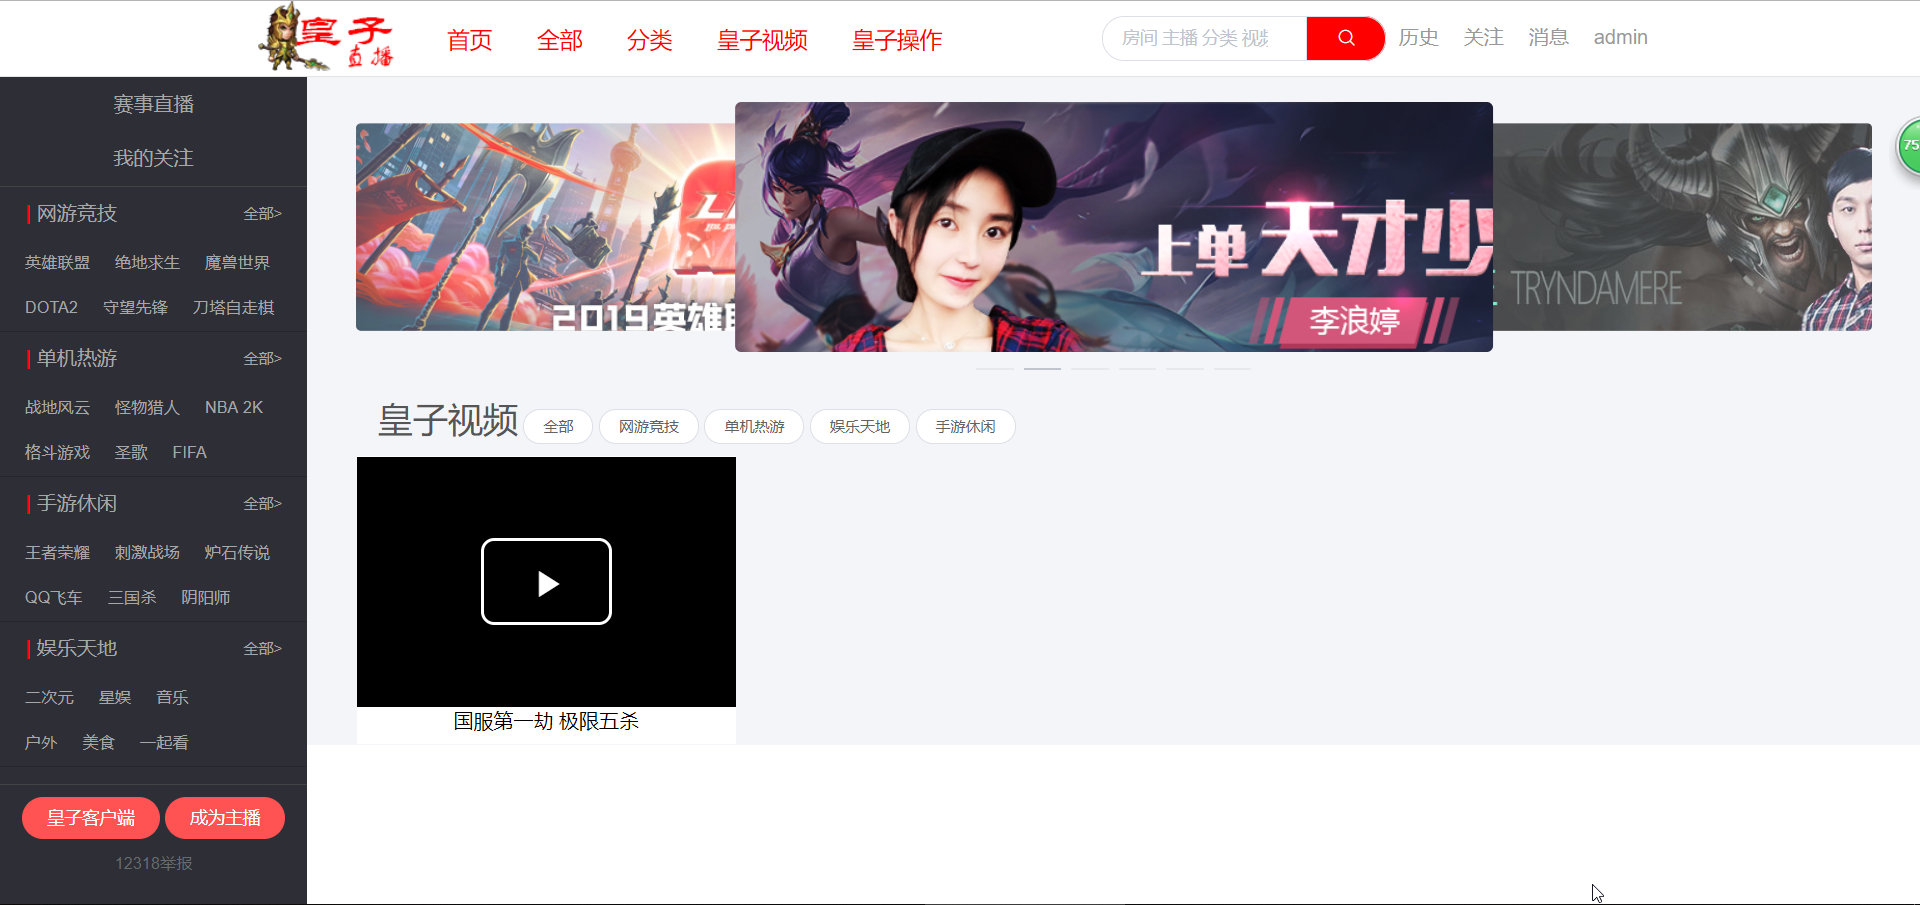 皇子直播
首页 全部 分类 皇子视频 皇子操作
房间 主播 分类 视
历史 关注 消息 admin
75
赛事直播
我的关注
网游竞技 全部>
英雄联盟 绝地求生 魔兽世界
DOTA2 守望先锋 刀塔自走棋
单机热游 全部>
战地风云 怪物猎人 NBA 2K
格斗游戏 圣歌 FIFA
手游休闲 全部>
王者荣耀 刺激战场 炉石传说
QQ飞车 三国杀 阴阳师
娱乐天地 全部>
二次元 星娱 音乐
户外 美食 一起看
皇子客户端 成为主播
12318举报
2019英雄联
上单 天才少
李浪婷
TRYNDAMERE
皇子视频 全部 网游竞技 单机热游 娱乐天地 手游休闲
国服第一劫 极限五杀